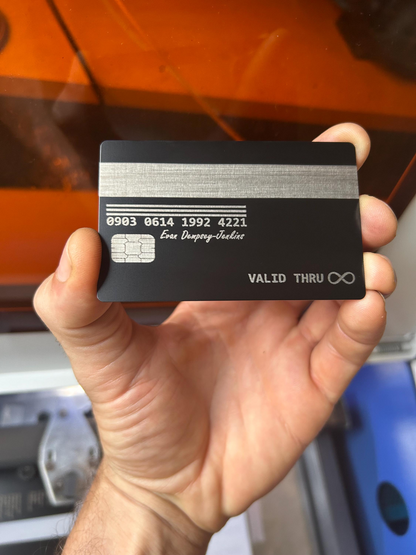 0903 0614 1992 4221
Evan Dempsey-Jenkins
VALID THRU ∞